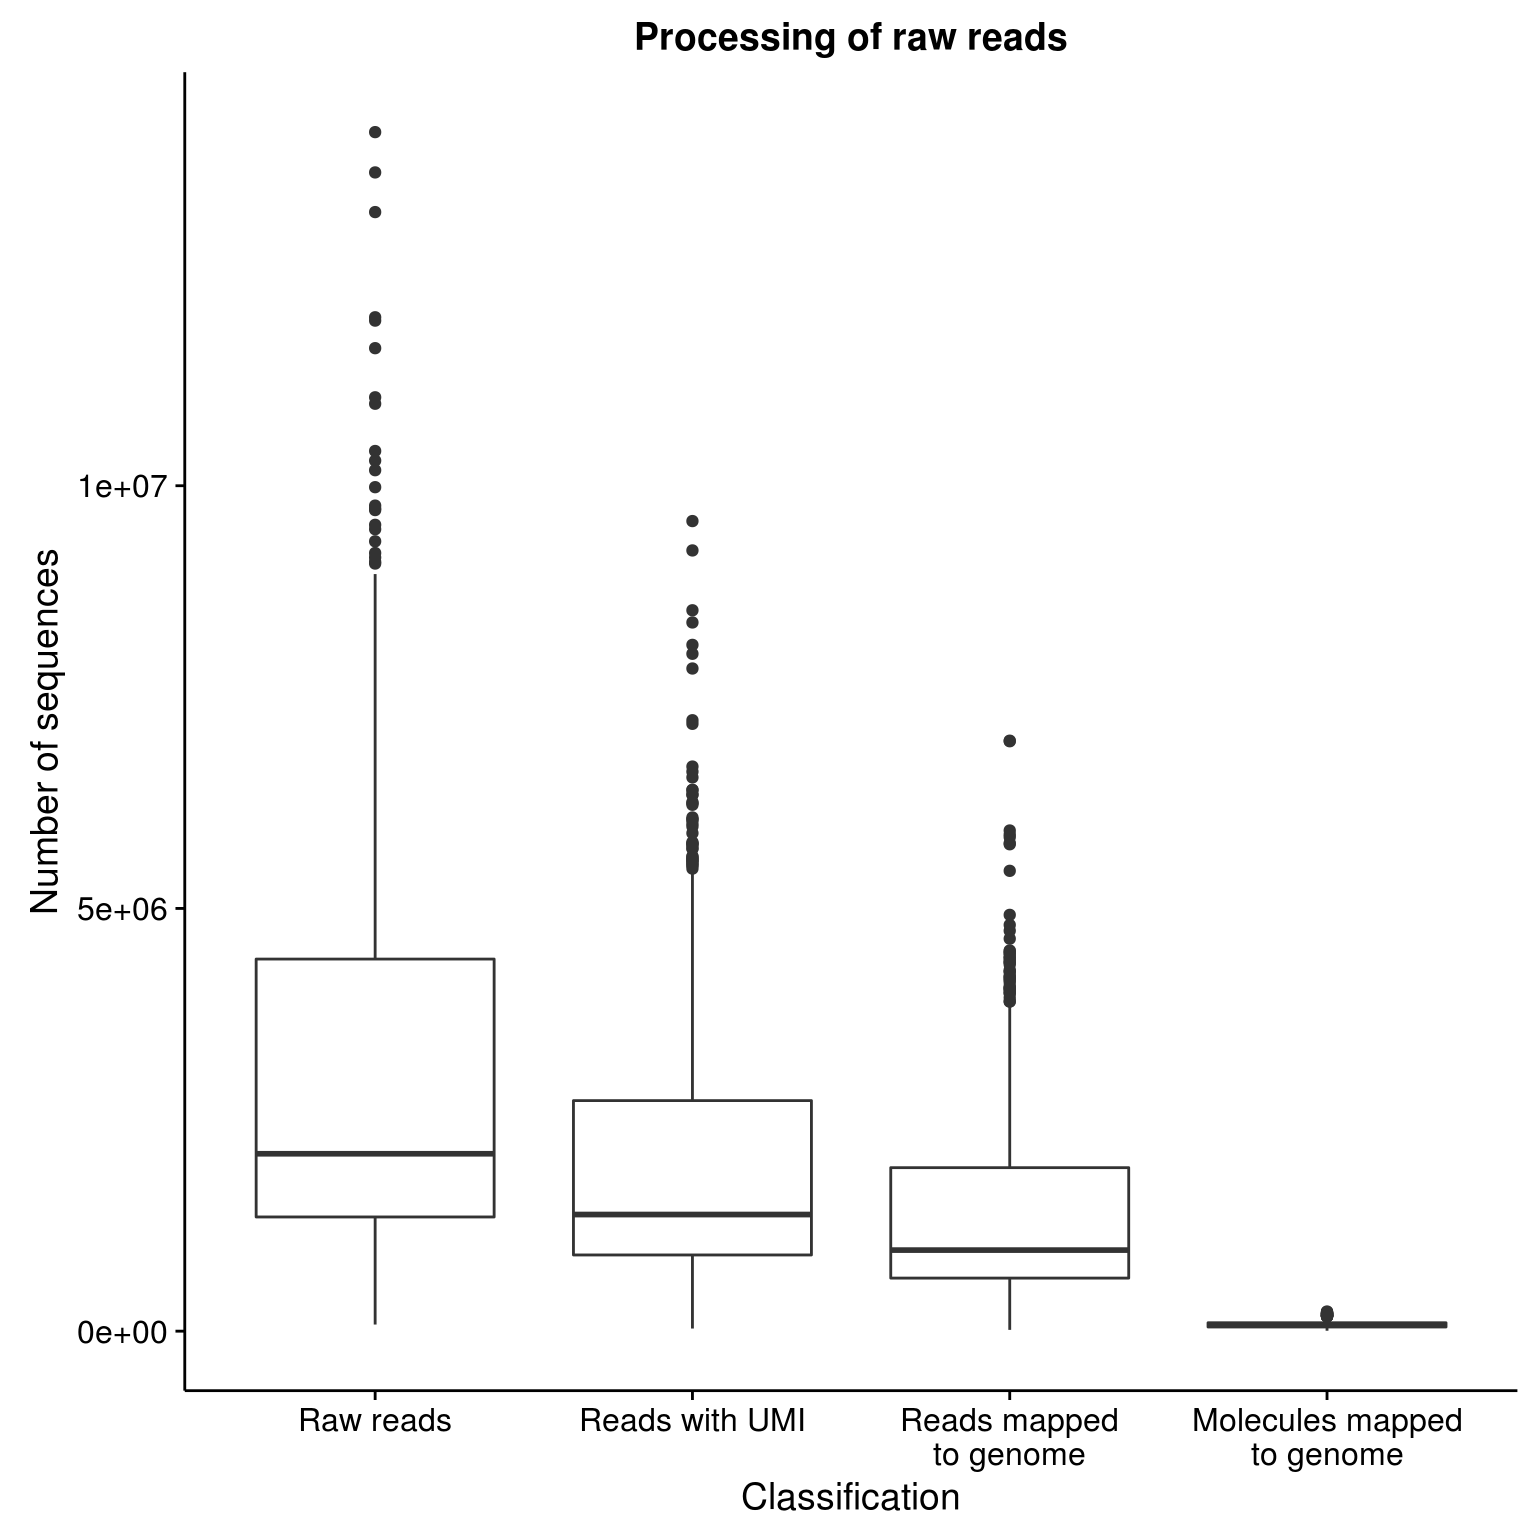 Processing of raw reads
Number of sequences
1e+07
5e+06
0e+00
Raw reads
Reads with UMI
Reads mapped
to genome
Molecules mapped
to genome
Classification